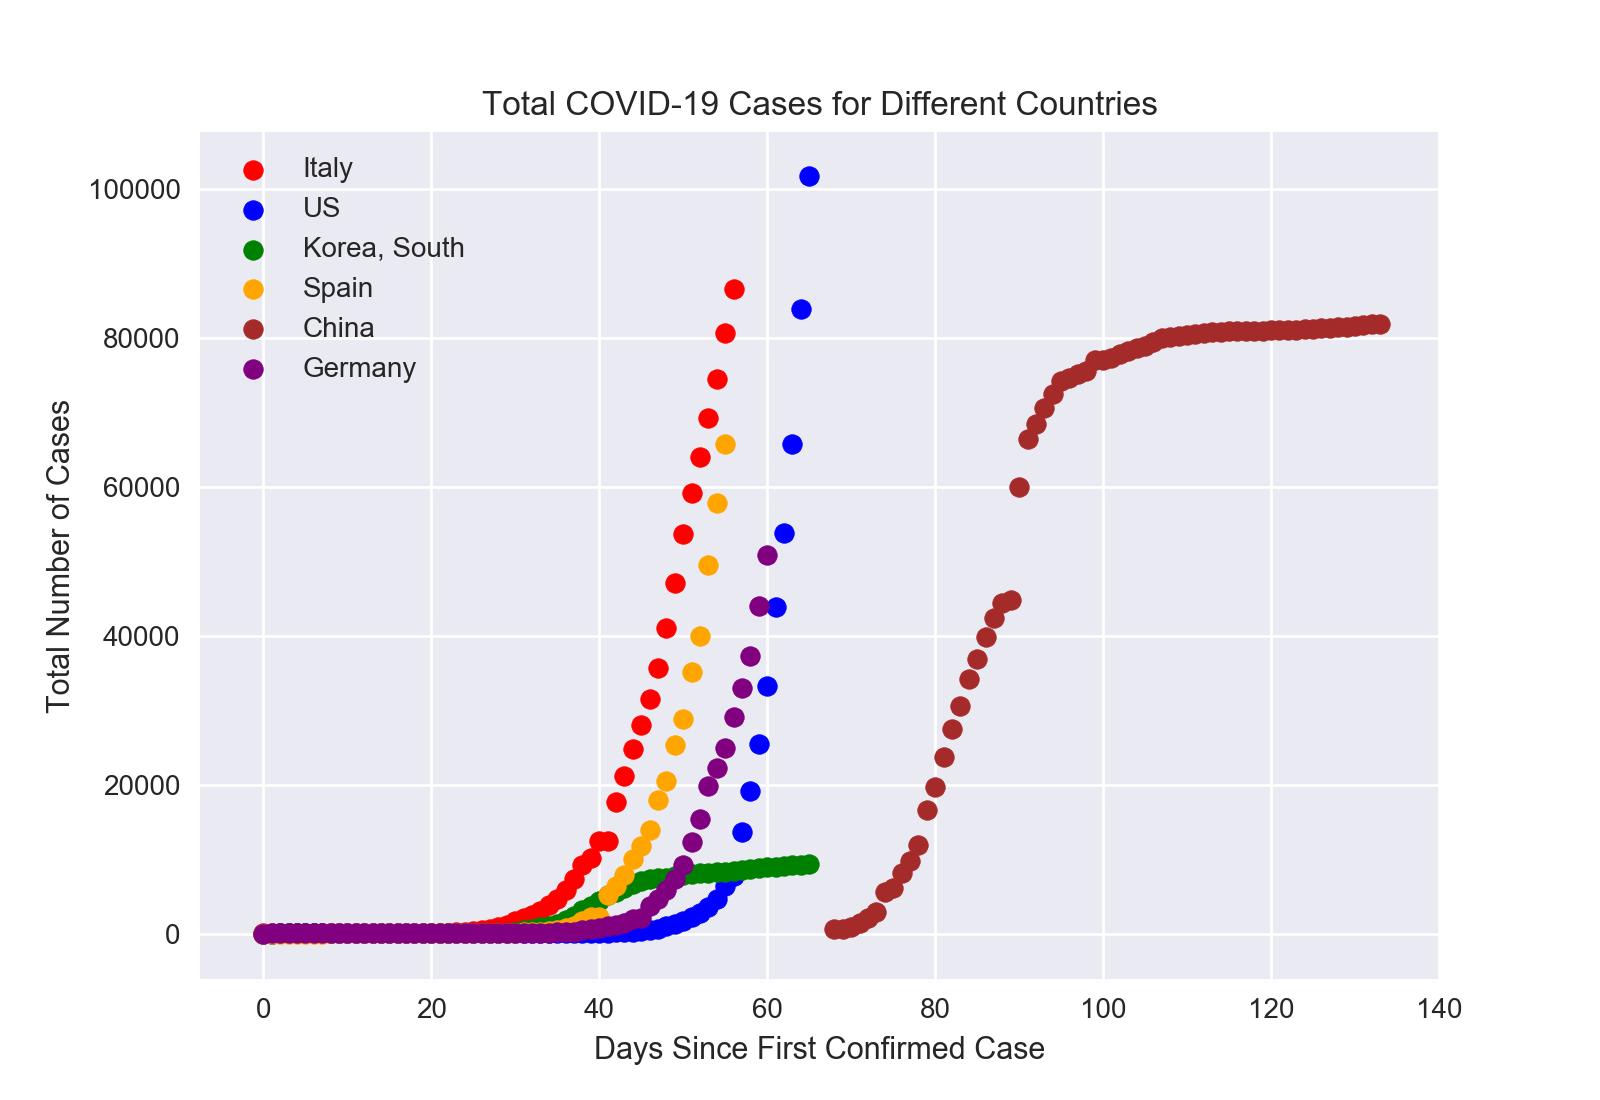 Total COVID-19 Cases for Different Countries
Italy
US
Korea, South
Spain
China
Germany
100000
80000
60000
40000
20000
0
Total Number of Cases
0 20 40 60 80 100 120 140
Days Since First Confirmed Case